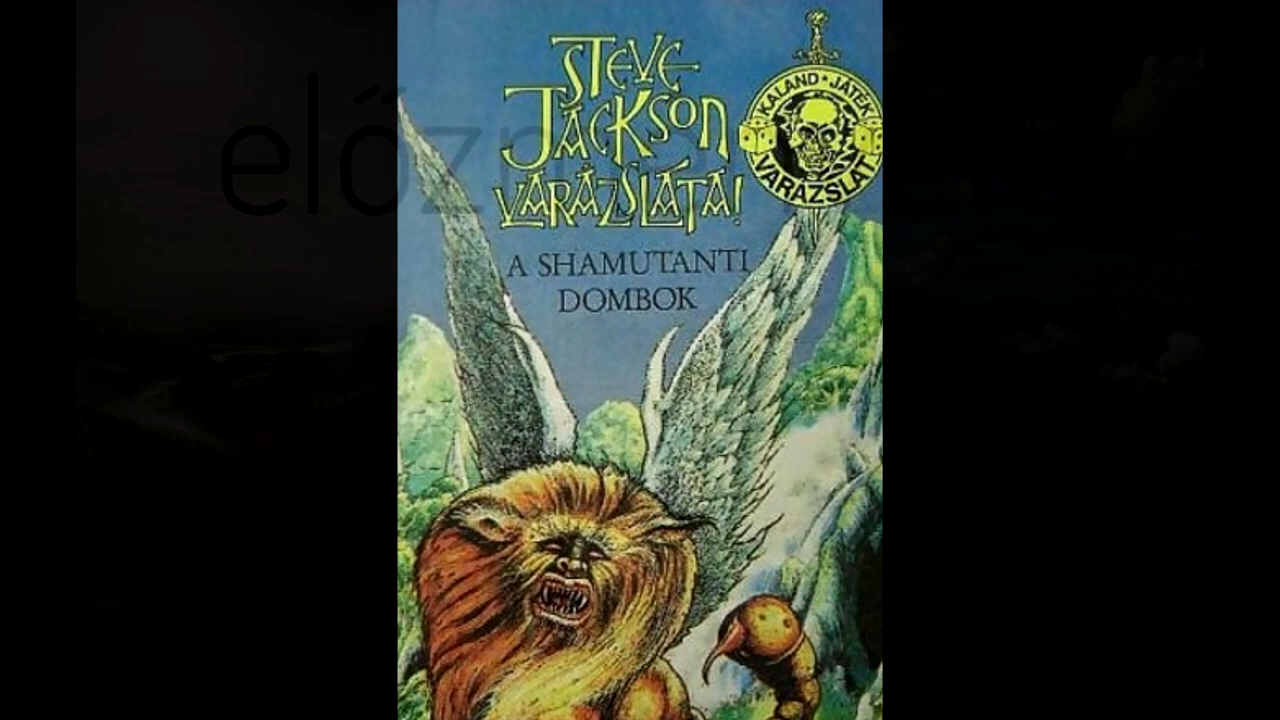 STEVE
JACKSON
VARÁZSLATA!
A SHAMUTANTI
DOMBOK
KALAND • JÁTÉK
VARÁZSLAT